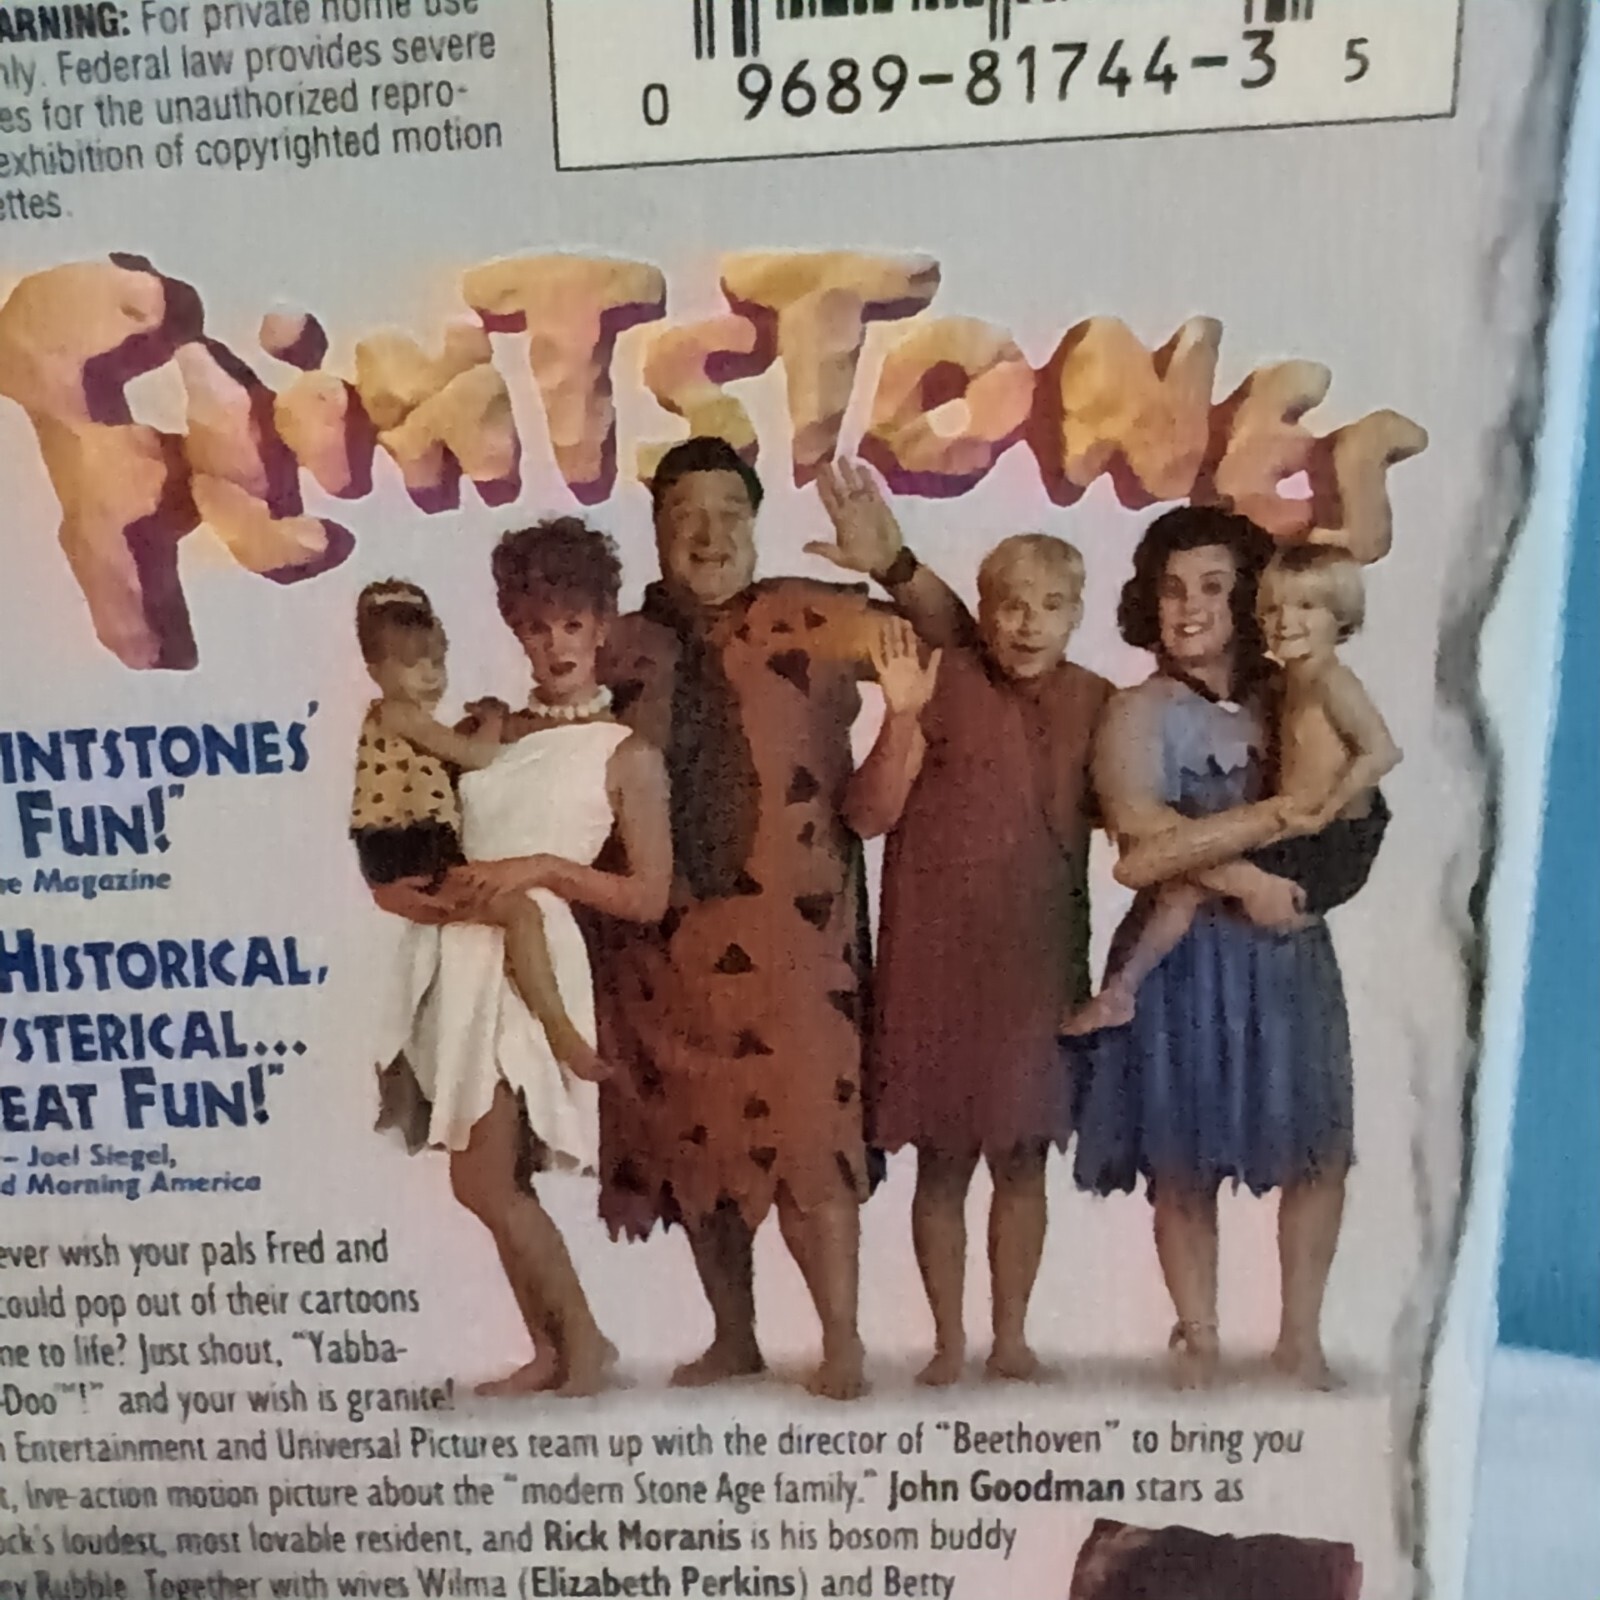 ARNING: For private home use
nly. Federal law provides severe
es for the unauthorized repro-
exhibition of copyrighted motion
ettes.
0 9689-81744-3 5
FLINTSTONES
INTSTONES'
FUN!"
ne Magazine
HISTORICAL,
YSTERICAL...
EAT FUN!"
– Joel Siegel,
d Morning America
ever wish your pals Fred and
could pop out of their cartoons
me to life? Just shout, "Yabba-
-Doo™!" and your wish is granite!
n Entertainment and Universal Pictures team up with the director of "Beethoven" to bring you
t, live-action motion picture about the "modern Stone Age family." John Goodman stars as
ock's loudest, most lovable resident, and Rick Moranis is his bosom buddy
ey Rubble. Together with wives Wilma (Elizabeth Perkins) and Betty